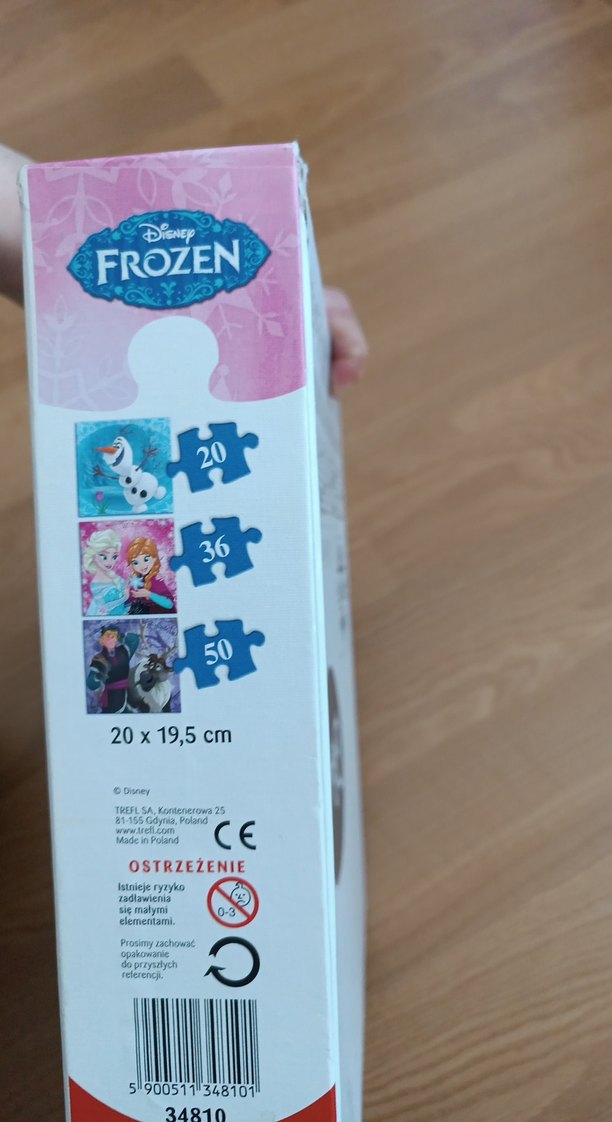 Disney
FROZEN
20
36
50
20 x 19,5 cm
© Disney
TREFL SA, Kontenerowa 25
81-155 Gdynia, Poland
www.trefl.com
Made in Poland
CE
OSTRZEŻENIE
Istnieje ryzyko
zadławienia
się małymi
elementami.
0-3
Prosimy zachować
opakowanie
do przyszłych
referencji.
5 900511 348101
34810